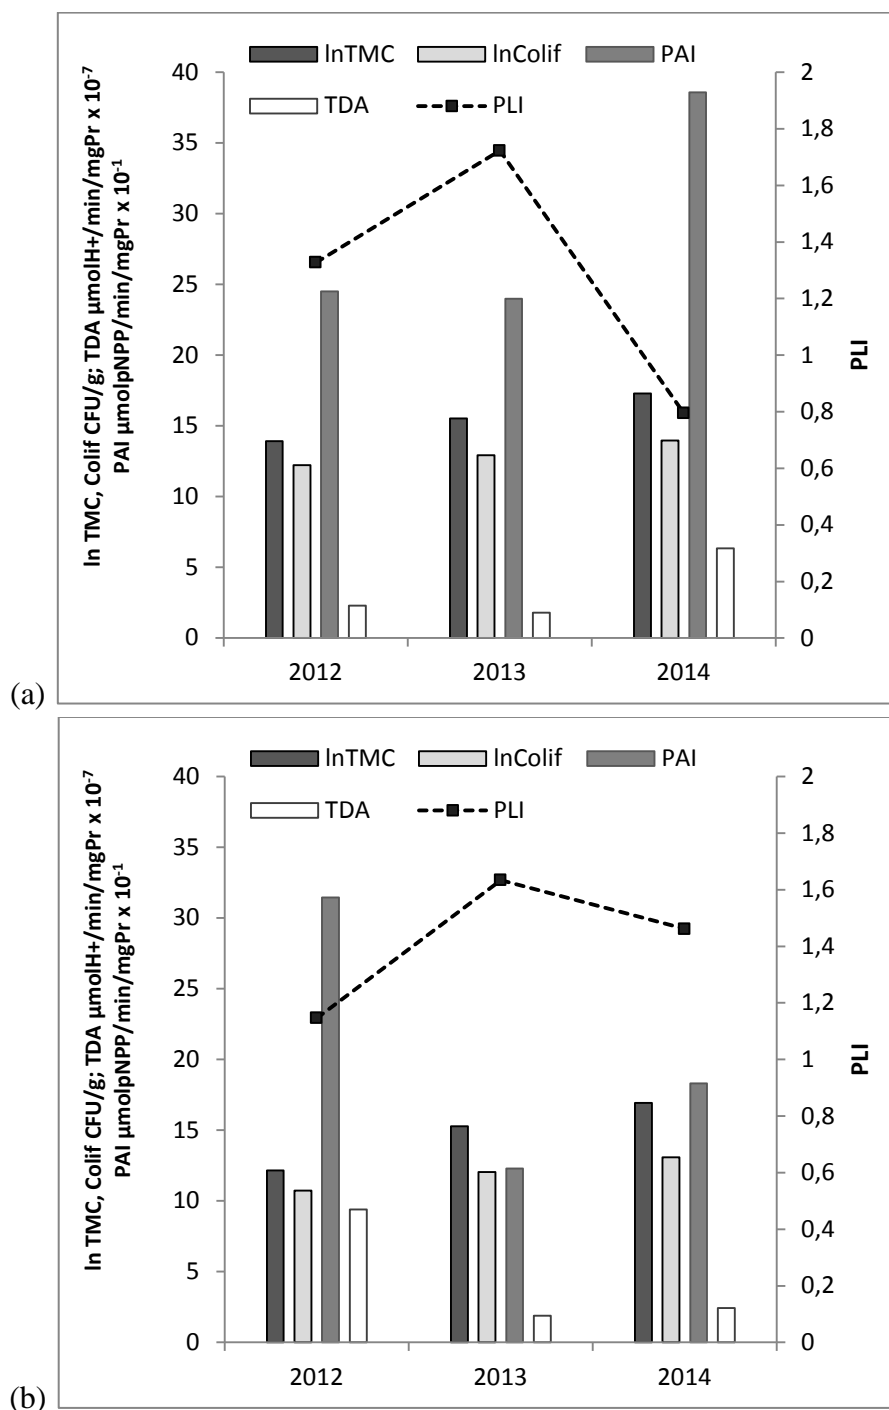 lnTMC lnColif PAI
TDA PLI
ln TMC, Colif CFU/g; TDA µmolH+/min/mgPr x 10⁻⁷
PAI µmolpNPP/min/mgPr x 10⁻¹
40
35
30
25
20
15
10
5
0
2
1,8
1,6
1,4
1,2
1
0,8
0,6
0,4
0,2
0
PLI
2012 2013 2014
(a)
lnTMC lnColif PAI
TDA PLI
ln TMC, Colif CFU/g; TDA µmolH+/min/mgPr x 10⁻⁷
PAI µmolpNPP/min/mgPr x 10⁻¹
40
35
30
25
20
15
10
5
0
2
1,8
1,6
1,4
1,2
1
0,8
0,6
0,4
0,2
0
PLI
2012 2013 2014
(b)